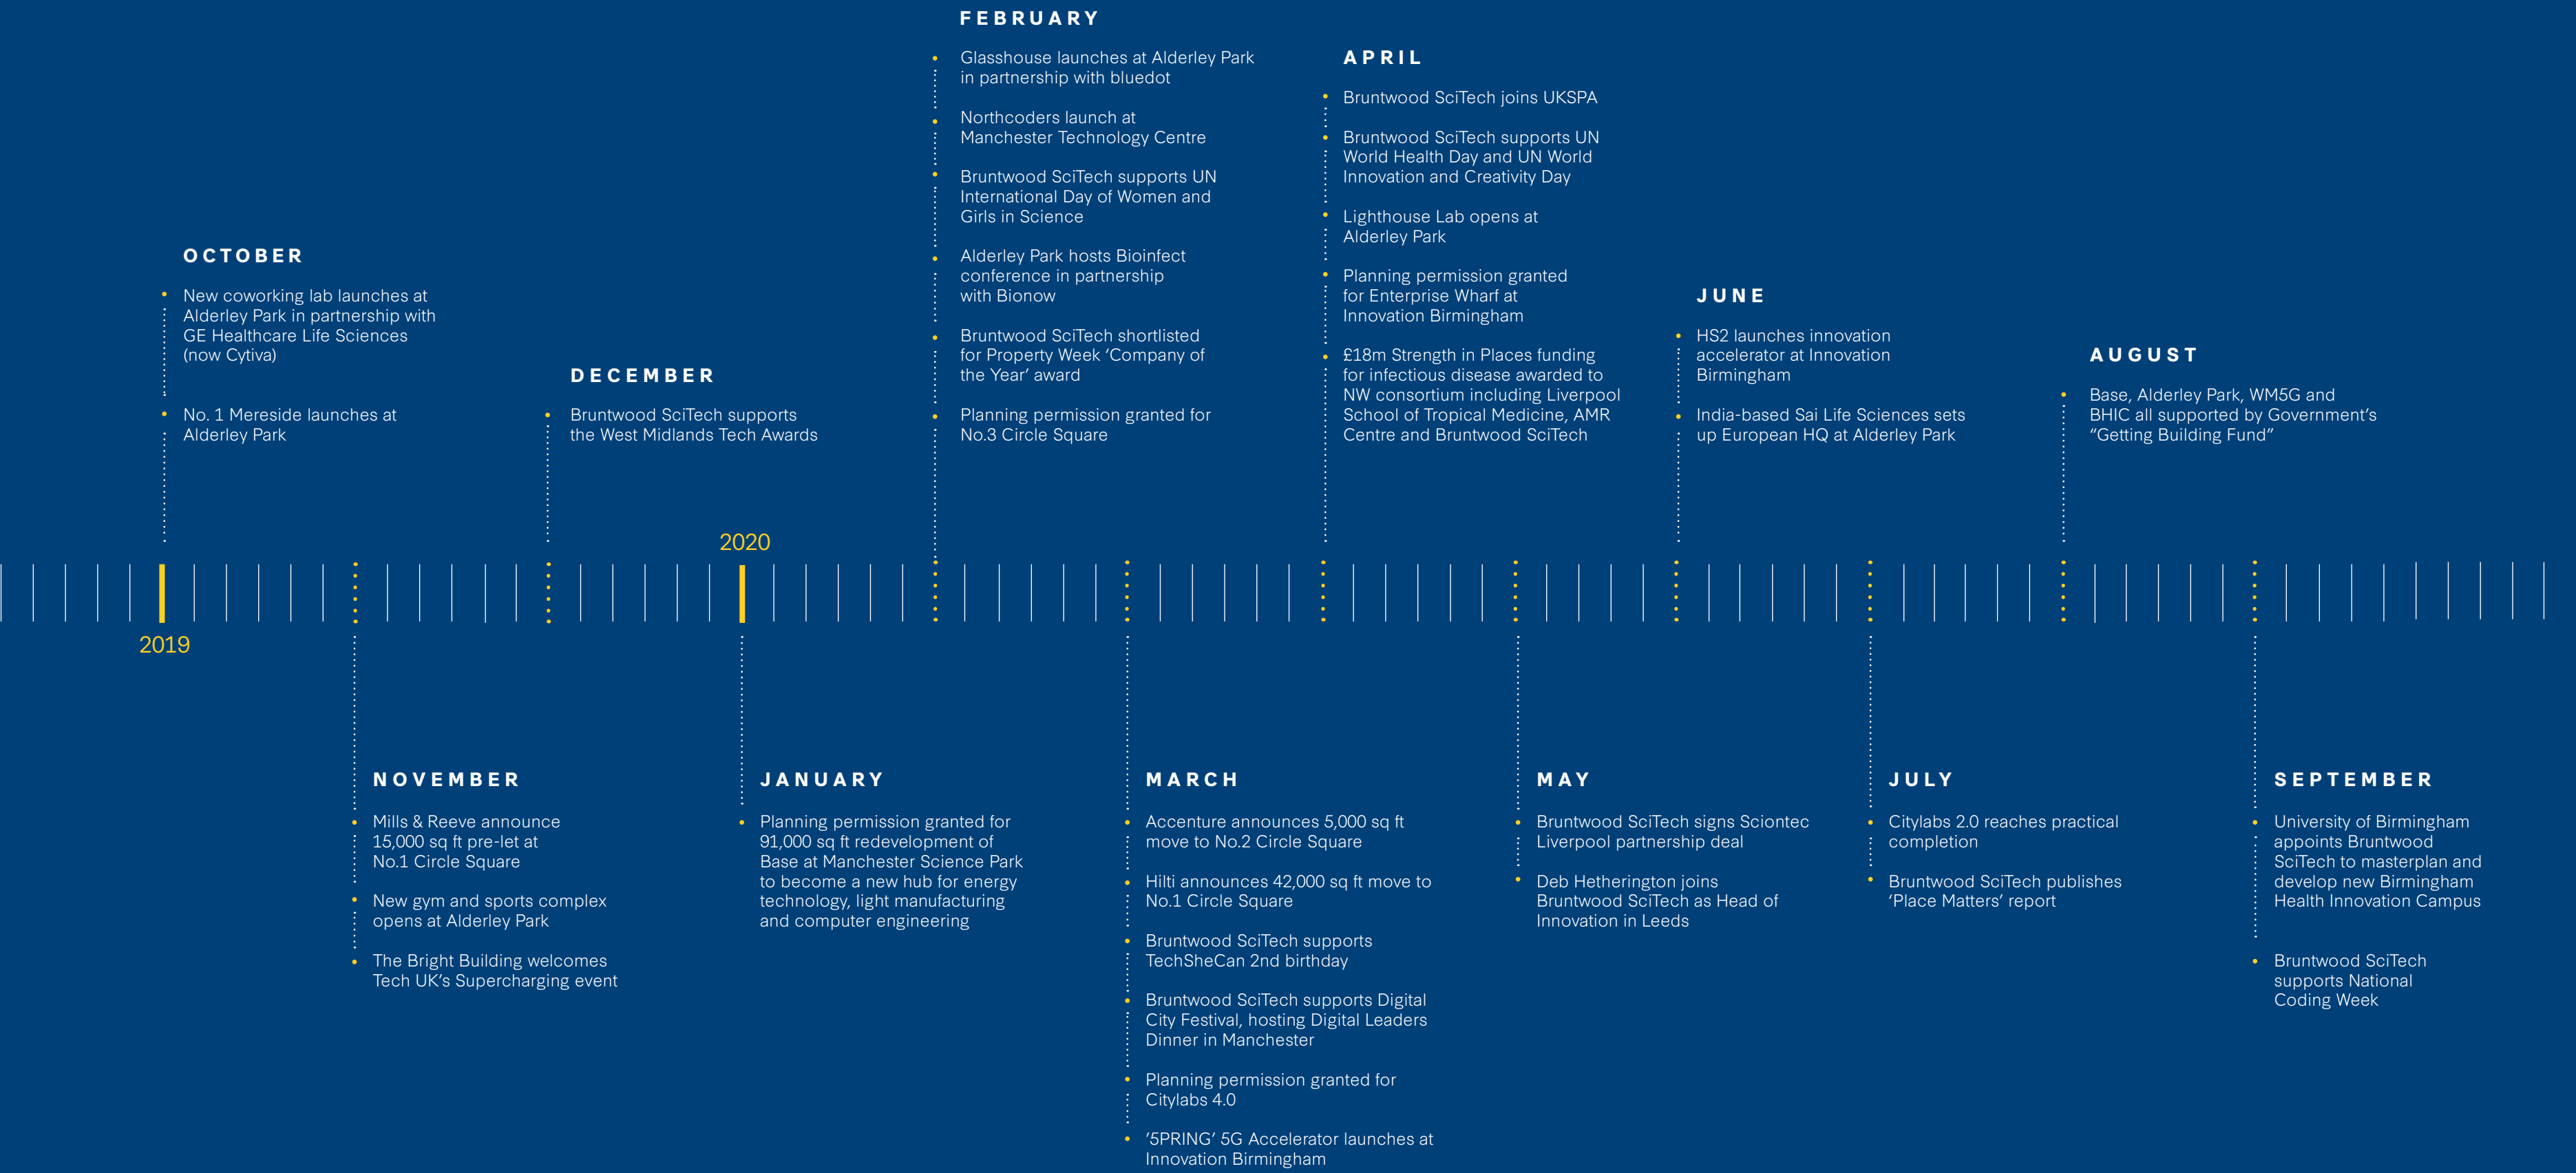 OCTOBER
New coworking lab launches at
Alderley Park in partnership with
GE Healthcare Life Sciences
(now Cytiva)
No. 1 Mereside launches at
Alderley Park
DECEMBER
Bruntwood SciTech supports
the West Midlands Tech Awards
FEBRUARY
Glasshouse launches at Alderley Park
in partnership with bluedot
Northcoders launch at
Manchester Technology Centre
Bruntwood SciTech supports UN
International Day of Women and
Girls in Science
Alderley Park hosts Bioinfect
conference in partnership
with Bionow
Bruntwood SciTech shortlisted
for Property Week ‘Company of
the Year’ award
Planning permission granted for
No.3 Circle Square
APRIL
Bruntwood SciTech joins UKSPA
Bruntwood SciTech supports UN
World Health Day and UN World
Innovation and Creativity Day
Lighthouse Lab opens at
Alderley Park
Planning permission granted
for Enterprise Wharf at
Innovation Birmingham
£18m Strength in Places funding
for infectious disease awarded to
NW consortium including Liverpool
School of Tropical Medicine, AMR
Centre and Bruntwood SciTech
JUNE
HS2 launches innovation
accelerator at Innovation
Birmingham
India-based Sai Life Sciences sets
up European HQ at Alderley Park
AUGUST
Base, Alderley Park, WM5G and
BHIC all supported by Government’s
“Getting Building Fund”
2020
2019
NOVEMBER
Mills & Reeve announce
15,000 sq ft pre-let at
No.1 Circle Square
New gym and sports complex
opens at Alderley Park
The Bright Building welcomes
Tech UK’s Supercharging event
JANUARY
Planning permission granted for
91,000 sq ft redevelopment of
Base at Manchester Science Park
to become a new hub for energy
technology, light manufacturing
and computer engineering
MARCH
Accenture announces 5,000 sq ft
move to No.2 Circle Square
Hilti announces 42,000 sq ft move to
No.1 Circle Square
Bruntwood SciTech supports
TechSheCan 2nd birthday
Bruntwood SciTech supports Digital
City Festival, hosting Digital Leaders
Dinner in Manchester
Planning permission granted for
Citylabs 4.0
‘5PRING’ 5G Accelerator launches at
Innovation Birmingham
MAY
Bruntwood SciTech signs Sciontec
Liverpool partnership deal
Deb Hetherington joins
Bruntwood SciTech as Head of
Innovation in Leeds
JULY
Citylabs 2.0 reaches practical
completion
Bruntwood SciTech publishes
‘Place Matters’ report
SEPTEMBER
University of Birmingham
appoints Bruntwood
SciTech to masterplan and
develop new Birmingham
Health Innovation Campus
Bruntwood SciTech
supports National
Coding Week